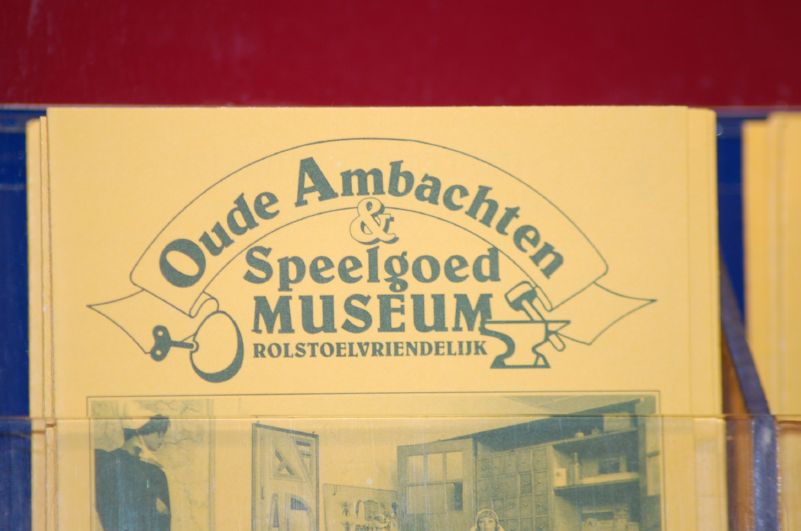 Oude Ambachten
&
Speelgoed
MUSEUM
ROLSTOELVRIENDELIJK